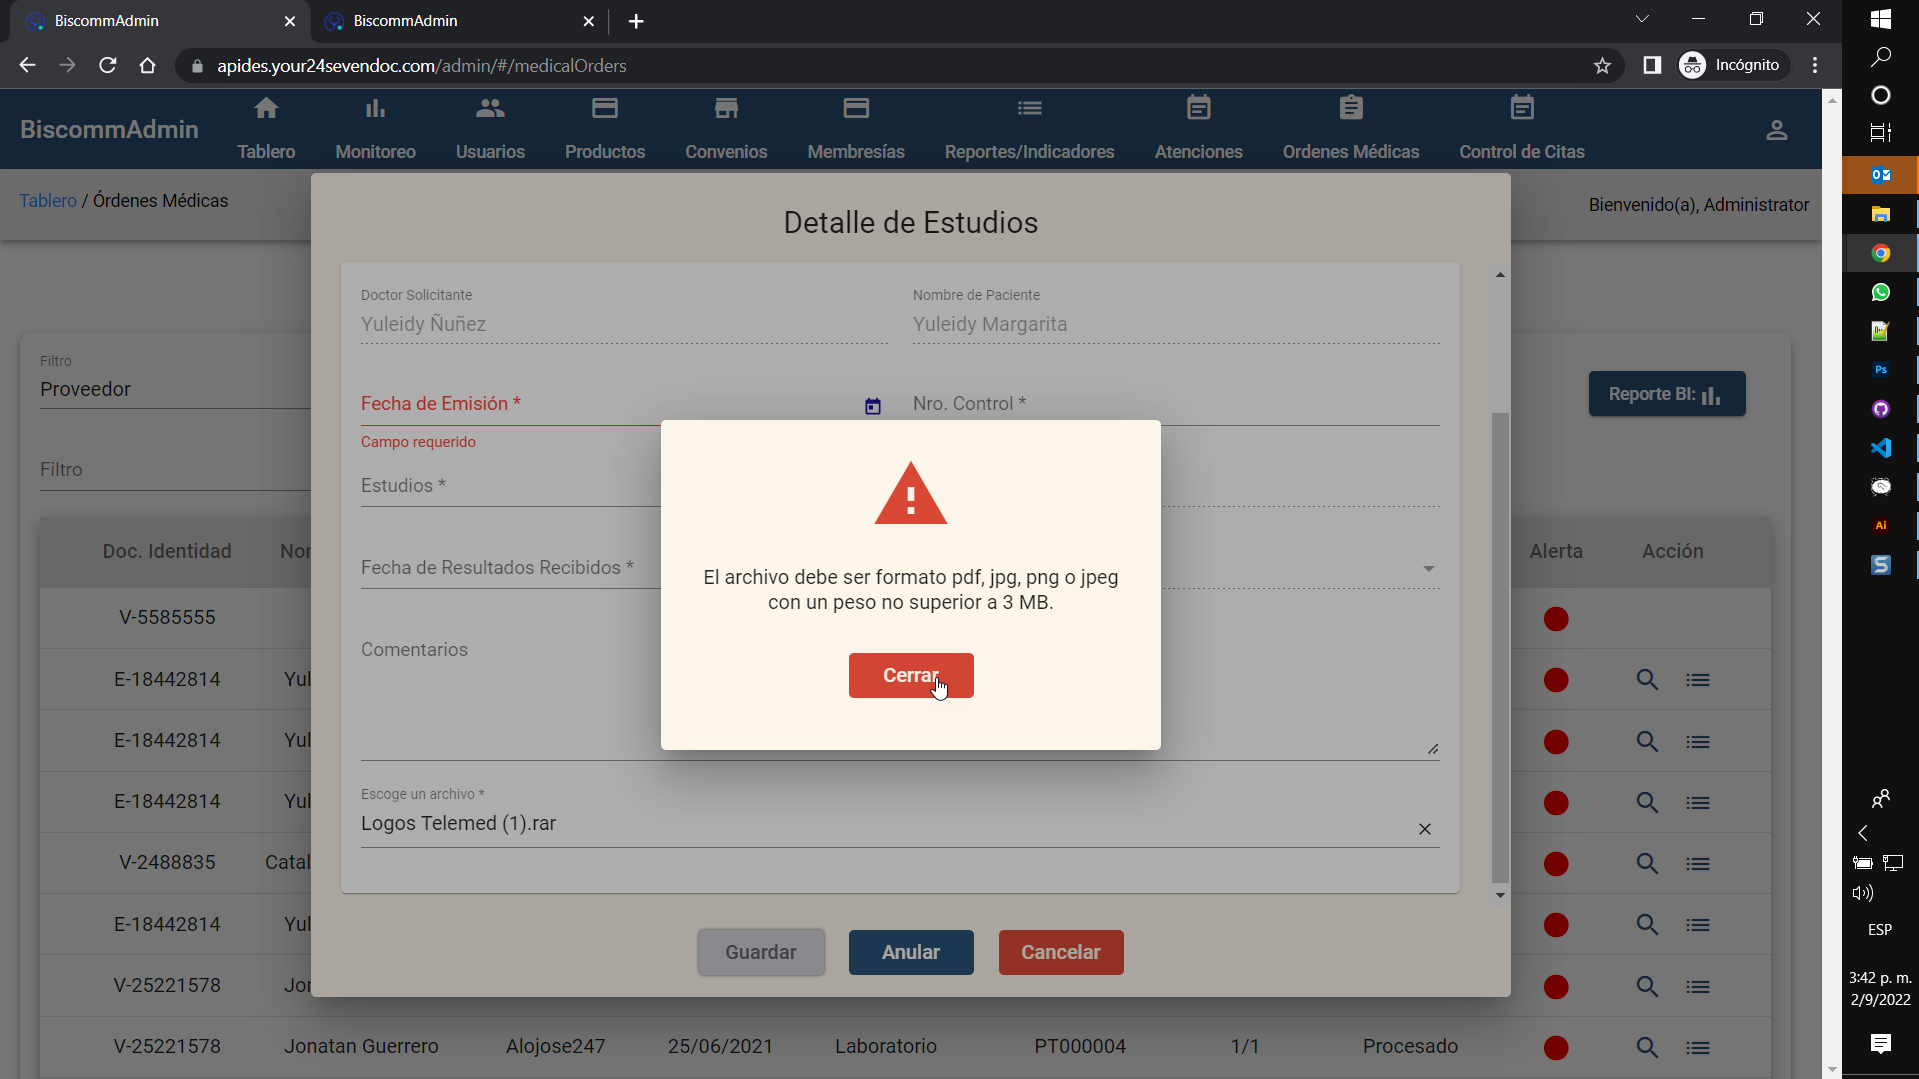 BiscommAdmin
BiscommAdmin
apides.your24sevendoc.com/admin/#/medicalOrders
Incógnito
BiscommAdmin
Tablero
Monitoreo
Usuarios
Productos
Convenios
Membresías
Reportes/Indicadores
Atenciones
Ordenes Médicas
Control de Citas
Tablero / Órdenes Médicas
Bienvenido(a), Administrator
Detalle de Estudios
Doctor Solicitante
Yuleidy Ñuñez
Nombre de Paciente
Yuleidy Margarita
Filtro
Proveedor
Reporte BI:
Fecha de Emisión *
Nro. Control *
Campo requerido
Filtro
Estudios *
Doc. Identidad
Nor
Alerta
Acción
Fecha de Resultados Recibidos *
El archivo debe ser formato pdf, jpg, png o jpeg
con un peso no superior a 3 MB.
Cerrar
V-5585555
Comentarios
E-18442814 Yul
E-18442814 Yul
E-18442814 Yul
Escoge un archivo *
Logos Telemed (1).rar
V-2488835 Catal
E-18442814 Yul
Guardar
Anular
Cancelar
V-25221578 Jor
V-25221578 Jonatan Guerrero Alojose247 25/06/2021 Laboratorio PT000004 1/1 Procesado
Ps
Ai
ESP
3:42 p. m.
2/9/2022